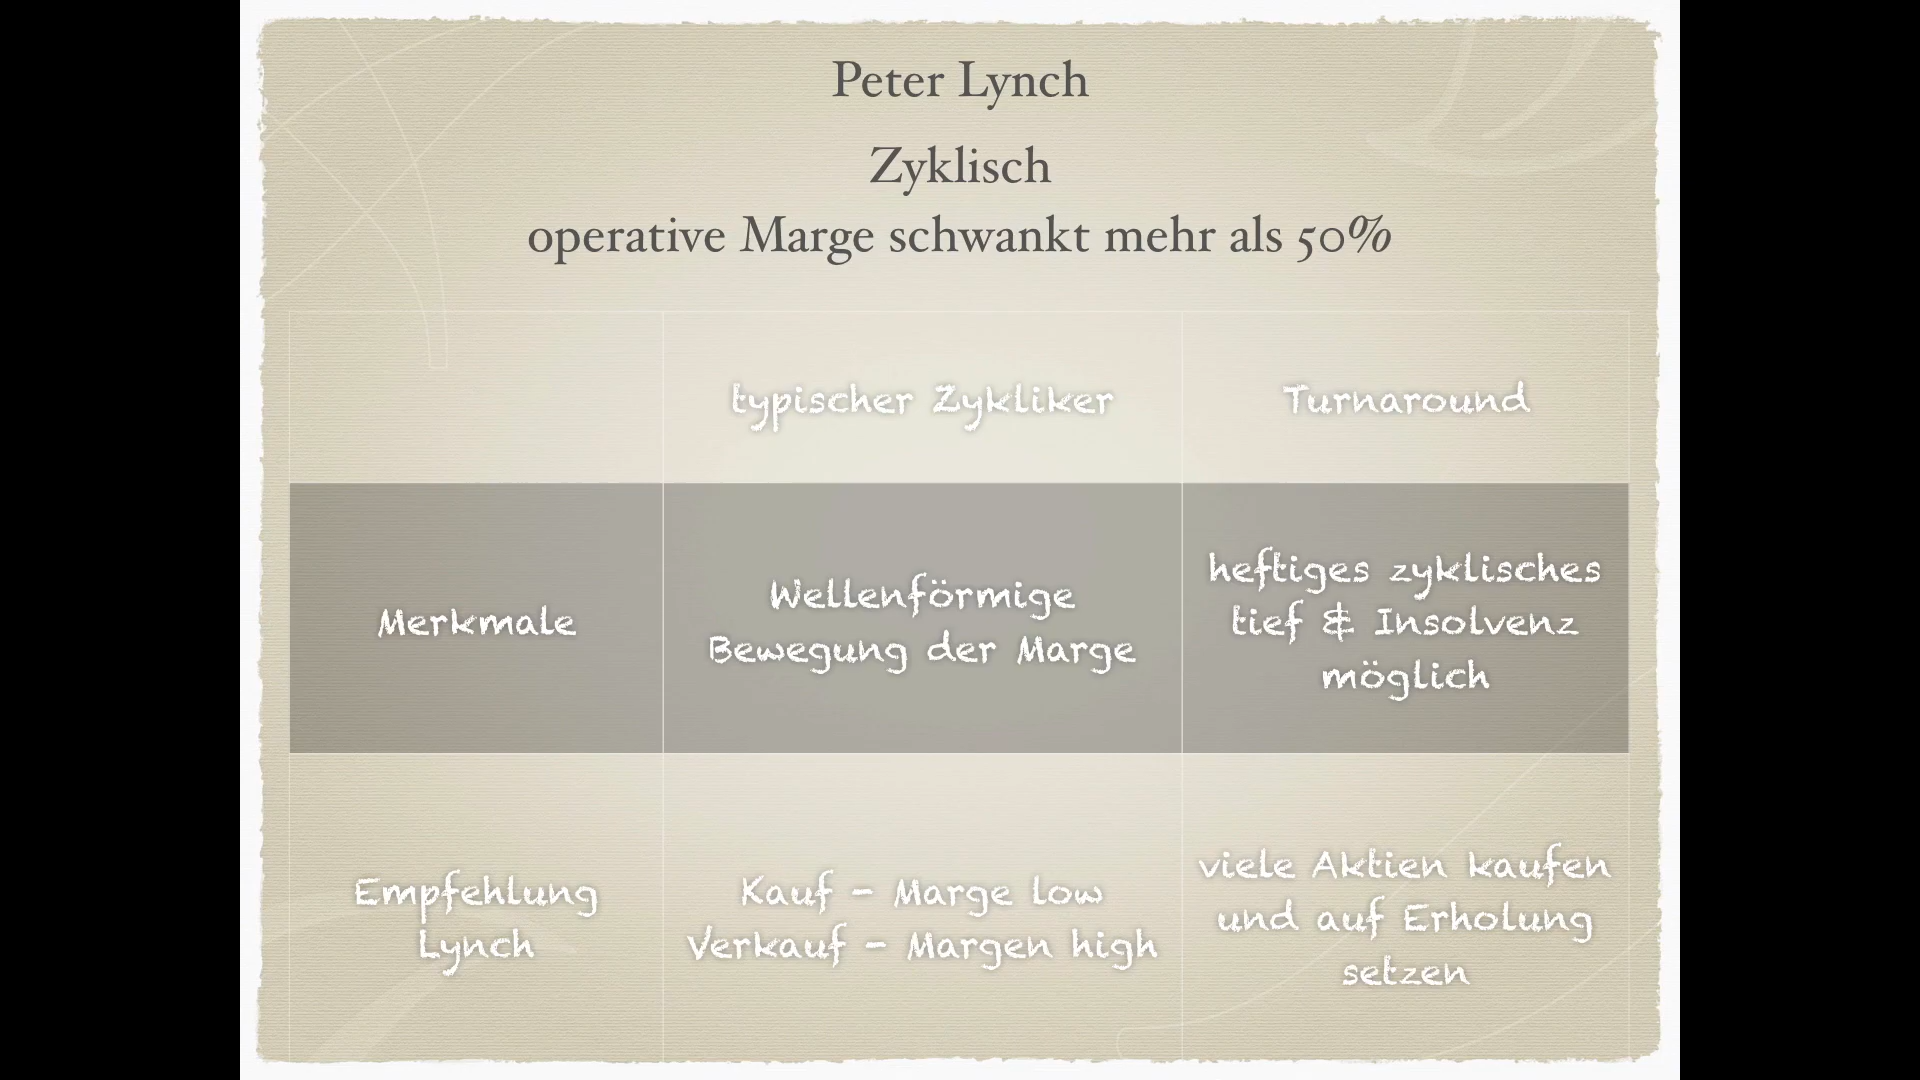 Peter Lynch
Zyklisch
operative Marge schwankt mehr als 50%
typischer Zykliker
Turnaround
Merkmale
Wellenförmige
Bewegung der Marge
heftiges zyklisches
tief & Insolvenz
möglich
Empfehlung
Lynch
Kauf - Marge low
Verkauf - Margen high
viele Aktien kaufen
und auf Erholung
setzen